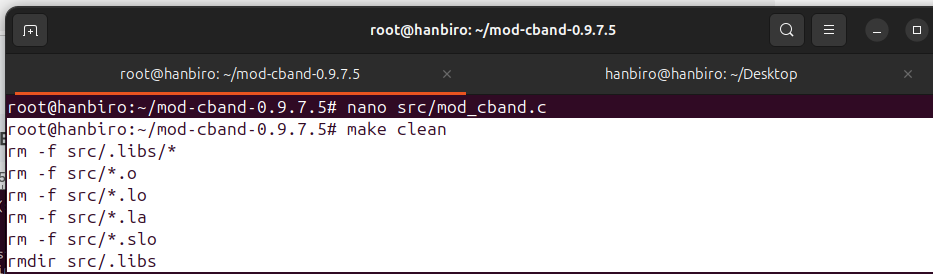 root@hanbiro: ~/mod-cband-0.9.7.5
root@hanbiro: ~/mod-cband-0.9.7.5 × hanbiro@hanbiro: ~/Desktop ×
root@hanbiro:~/mod-cband-0.9.7.5# nano src/mod_cband.c
root@hanbiro:~/mod-cband-0.9.7.5# make clean
rm -f src/.libs/*
rm -f src/*.o
rm -f src/*.lo
rm -f src/*.la
rm -f src/*.slo
rmdir src/.libs